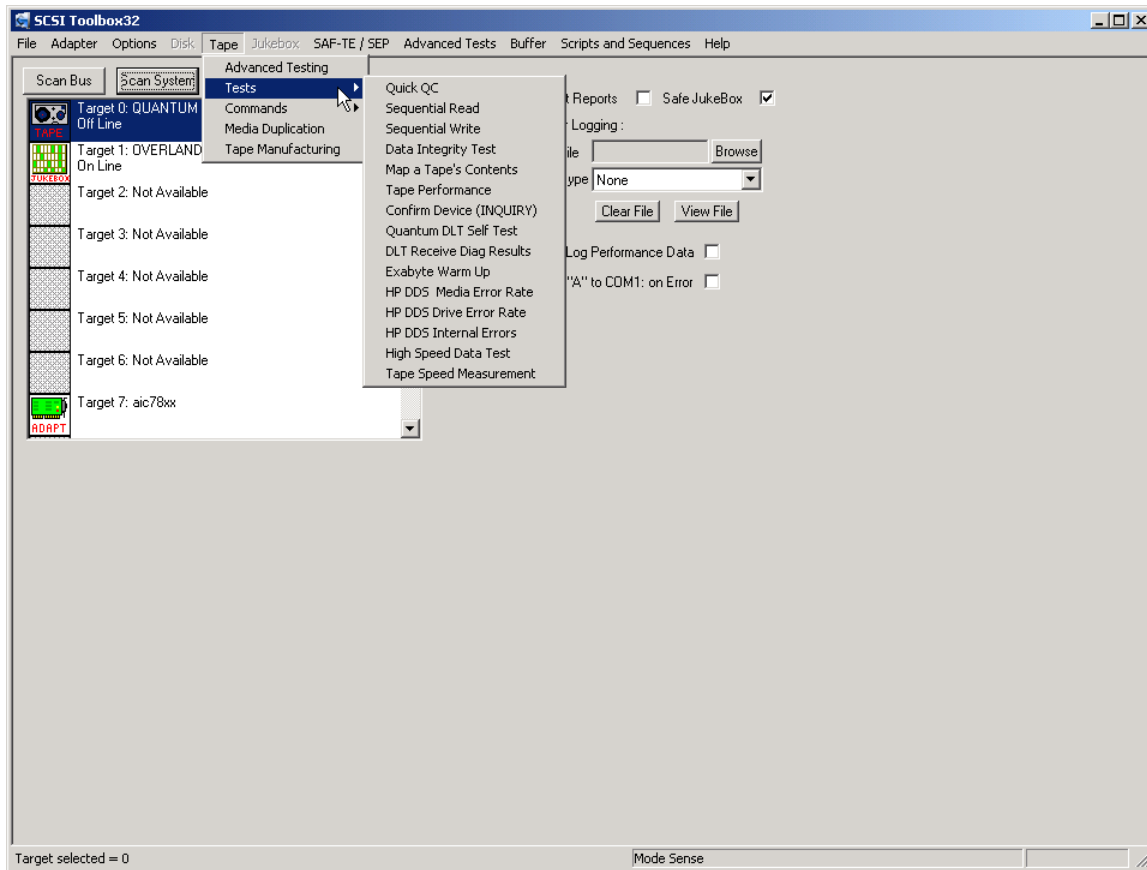 SCSI Toolbox32
File Adapter Options Disk Tape Jukebox SAF-TE / SEP Advanced Tests Buffer Scripts and Sequences Help
Scan Bus
Scan System
Advanced Testing
Tests
Commands
Media Duplication
Tape Manufacturing
Quick QC
Sequential Read
Sequential Write
Data Integrity Test
Map a Tape's Contents
Tape Performance
Confirm Device (INQUIRY)
Quantum DLT Self Test
DLT Receive Diag Results
Exabyte Warm Up
HP DDS Media Error Rate
HP DDS Drive Error Rate
HP DDS Internal Errors
High Speed Data Test
Tape Speed Measurement
TAPE
Target 0: QUANTUM
Off Line
JUKEBOX
Target 1: OVERLAND
On Line
Target 2: Not Available
Target 3: Not Available
Target 4: Not Available
Target 5: Not Available
Target 6: Not Available
ADAPT
Target 7: aic78xx
t Reports
Safe JukeBox
Logging :
ile
Browse
ype None
Clear File
View File
Log Performance Data
"A" to COM1: on Error
Target selected = 0
Mode Sense